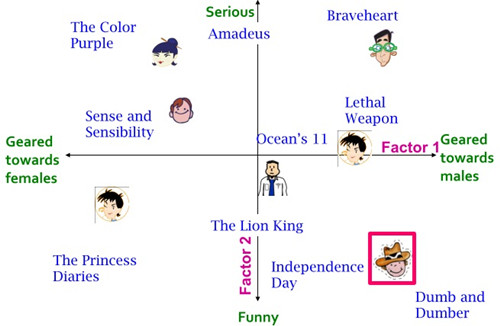 Serious
Braveheart
The Color
Purple
Amadeus
Lethal
Weapon
Sense and
Sensibility
Ocean's 11
Geared
towards
females
Factor 1
Geared
towards
males
The Lion King
Factor 2
The Princess
Diaries
Independence
Day
Dumb and
Dumber
Funny